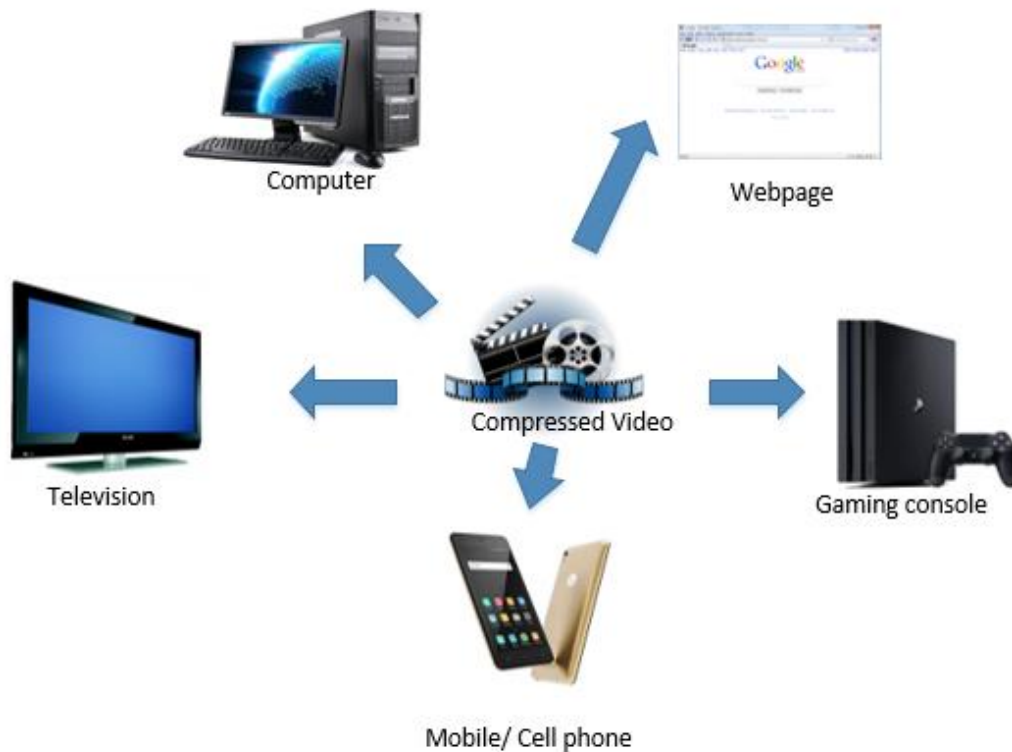 Computer
Google
Webpage
Compressed Video
Television
Gaming console
Mobile/ Cell phone